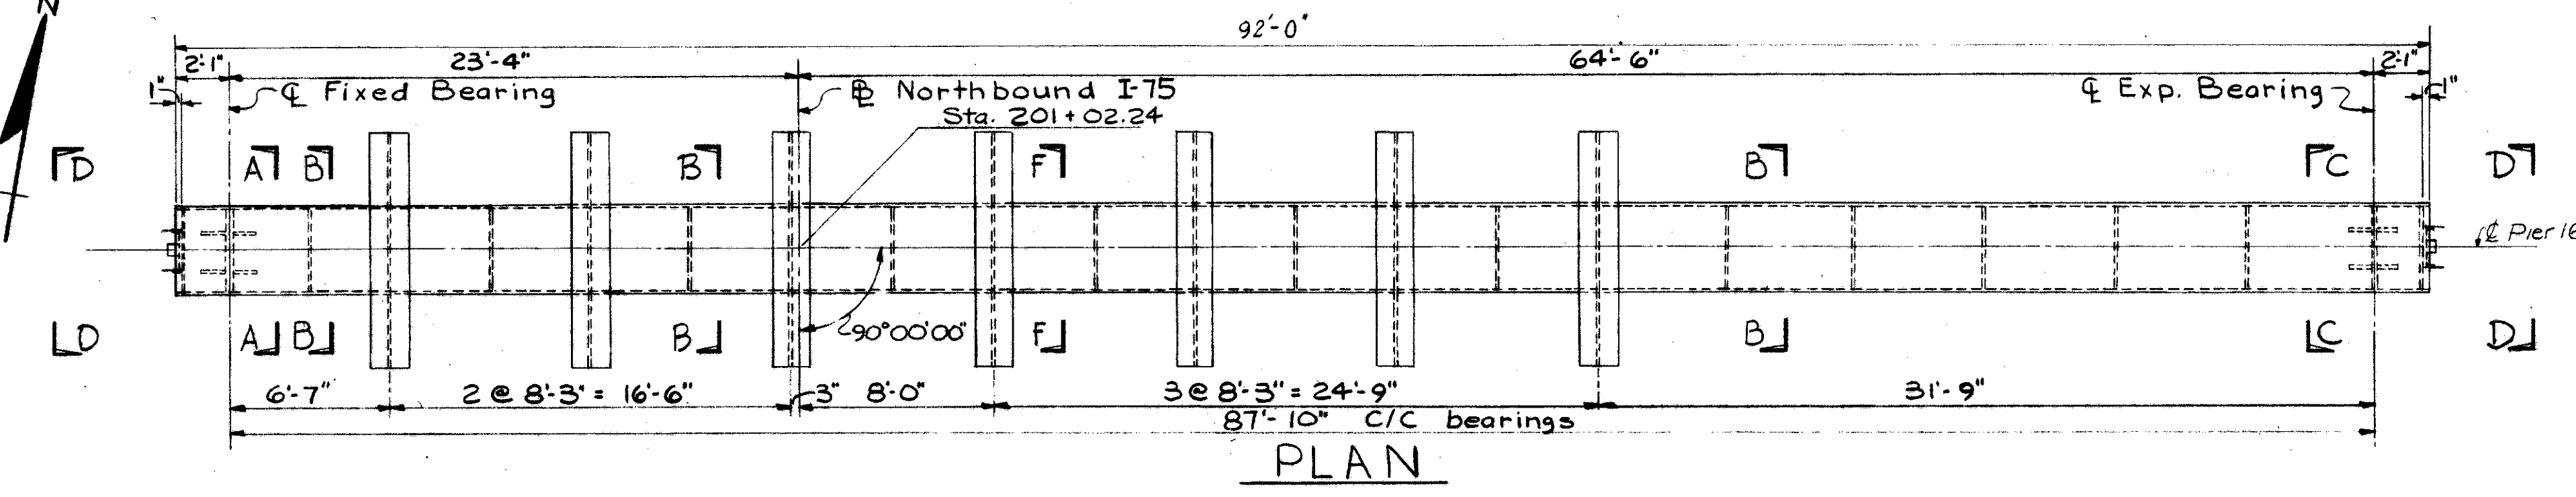 N
92'-0"
2'-1" 23'-4" 64'-6" 2'-1"
1" ℄ Fixed Bearing ℄ Northbound I-75 ℄ Exp. Bearing 1"
Sta. 201+02.24
D A B B F B C D
℄ Pier 16
D A B B 90°00'00" F B C D
6'-7" 2 @ 8'-3" = 16'-6" 3" 8'-0" 3 @ 8'-3" = 24'-9" 31'-9"
87'-10" C/C bearings
PLAN